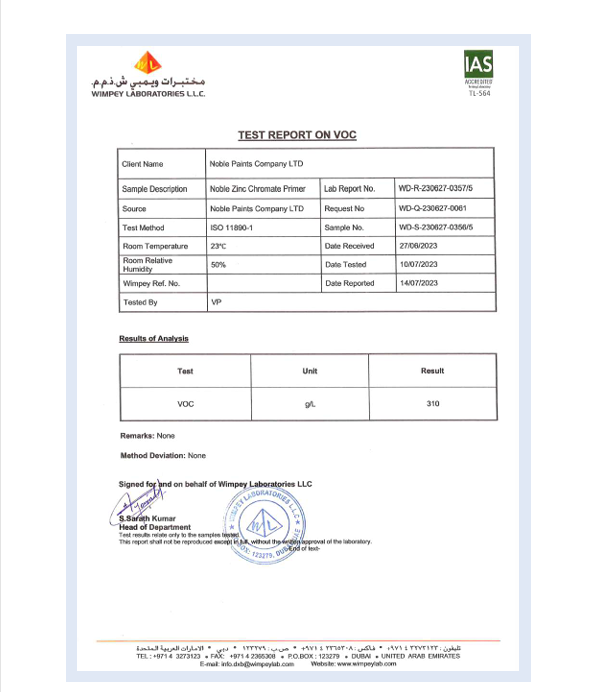 مختبرات ويمبي ش.ذ.م.م.
WIMPEY LABORATORIES L.L.C.
IAS
ACCREDITED
TL-564
TEST REPORT ON VOC
Client Name Noble Paints Company LTD
Sample Description Noble Zinc Chromate Primer Lab Report No. WD-R-230627-0357/5
Source Noble Paints Company LTD Request No WD-Q-230627-0061
Test Method ISO 11890-1 Sample No. WD-S-230627-0356/5
Room Temperature 23°C Date Received 27/06/2023
Room Relative Humidity 50% Date Tested 10/07/2023
Wimpey Ref. No. Date Reported 14/07/2023
Tested By VP
Results of Analysis
Test Unit Result
VOC g/L 310
Remarks: None
Method Deviation: None
Signed for and on behalf of Wimpey Laboratories LLC
S.Sarath Kumar
Head of Department
Test results relate only to the samples tested
This report shall not be reproduced except in full, without the written approval of the laboratory.
-End of text-
WIMPEY LABORATORIES L.L.C.
WL
BOX: 123279, DUBAI
تليفون : ٣٢٧٣١٢٣ ٤ ٩٧١+ • فاكس : ٢٣٦٥٣٠٨ ٤ ٩٧١+ • ص.ب : ١٢٣٢٧٩ • دبي • الامارات العربية المتحدة
TEL : +971 4 3273123 • FAX: +971 4 2365308 • P.O.BOX : 123279 • DUBAI • UNITED ARAB EMIRATES
E-mail: info.dxb@wimpeylab.com Website: www.wimpeylab.com